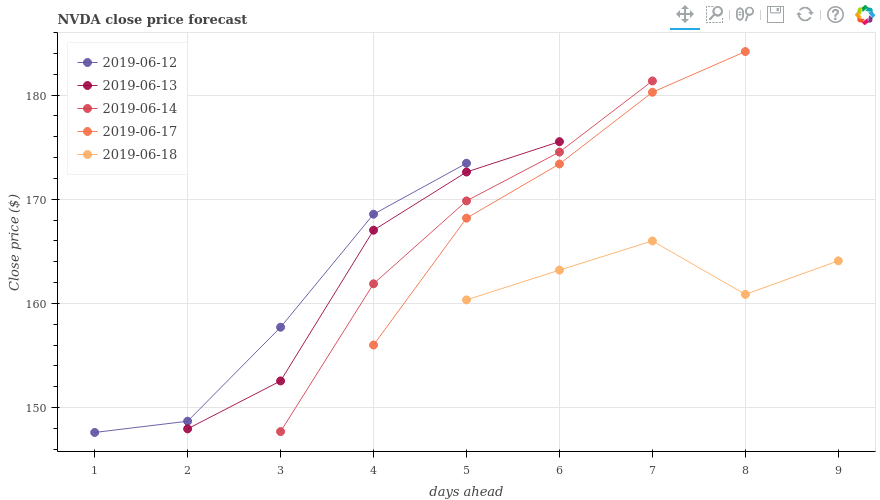 NVDA close price forecast
2019-06-12
2019-06-13
2019-06-14
2019-06-17
2019-06-18
180
170
160
150
Close price ($)
1 2 3 4 5 6 7 8 9
days ahead